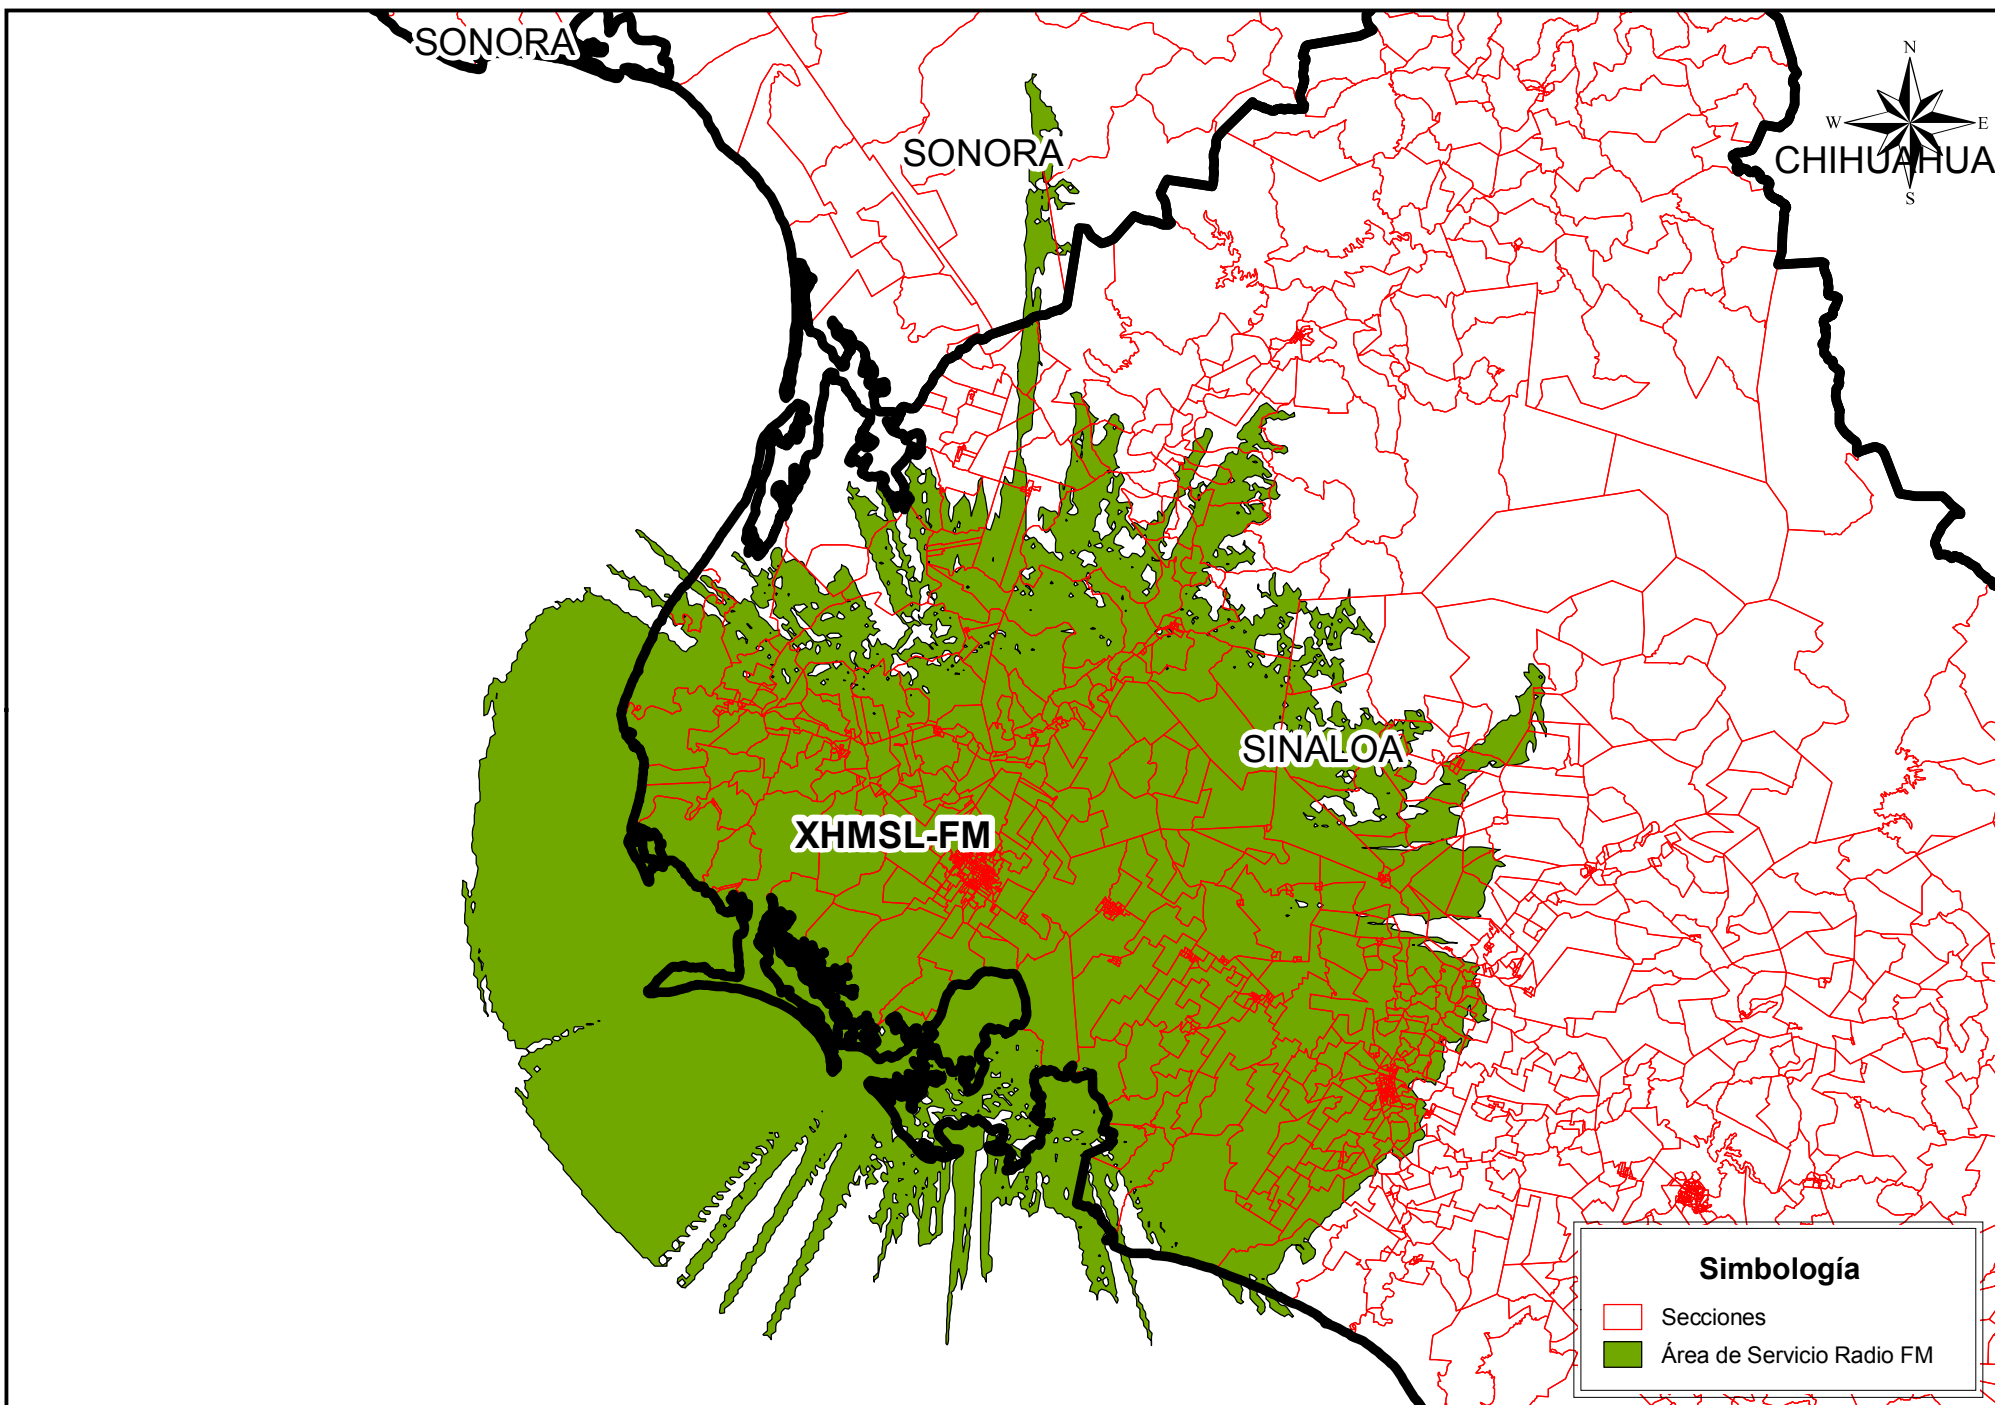 SONORA
N
W
E
CHIHUAHUA
S
SONORA
SINALOA
XHMSL-FM
Simbología
Secciones
Área de Servicio Radio FM